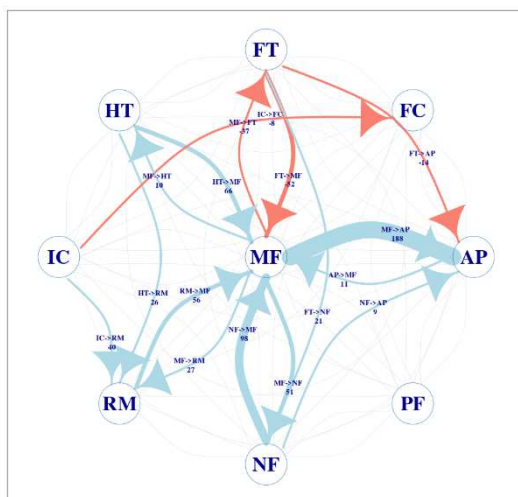 FT
HT
FC
IC->FC
-8
MF->FT
-37
FT->AP
-14
MF->HT
10
FT->MF
-52
HT->MF
66
MF->AP
188
IC
MF
AP
AP->MF
11
HT->RM
26
RM->MF
56
NF->AP
9
FT->NF
21
NF->MF
98
IC->RM
40
MF->RM
27
MF->NF
51
RM
PF
NF